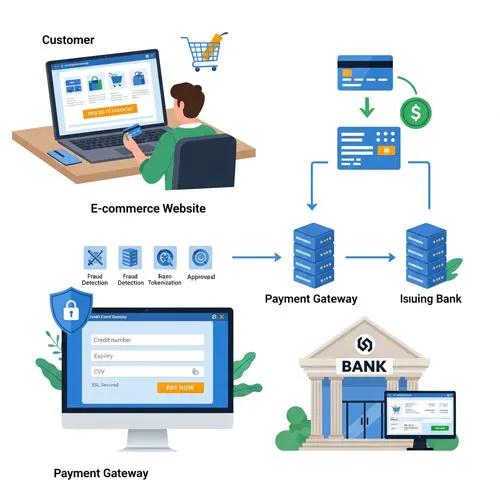 Customer
PROCEED TO CHECKOUT
E-commerce Website
$
Fraud
Detection
Fraud
Detection
Tokenization
Approved
Payment Gateway
Isuing Bank
Credit number
Expiry
CVV
SSL Secured
PAY NOW
BANK
Payment Gateway